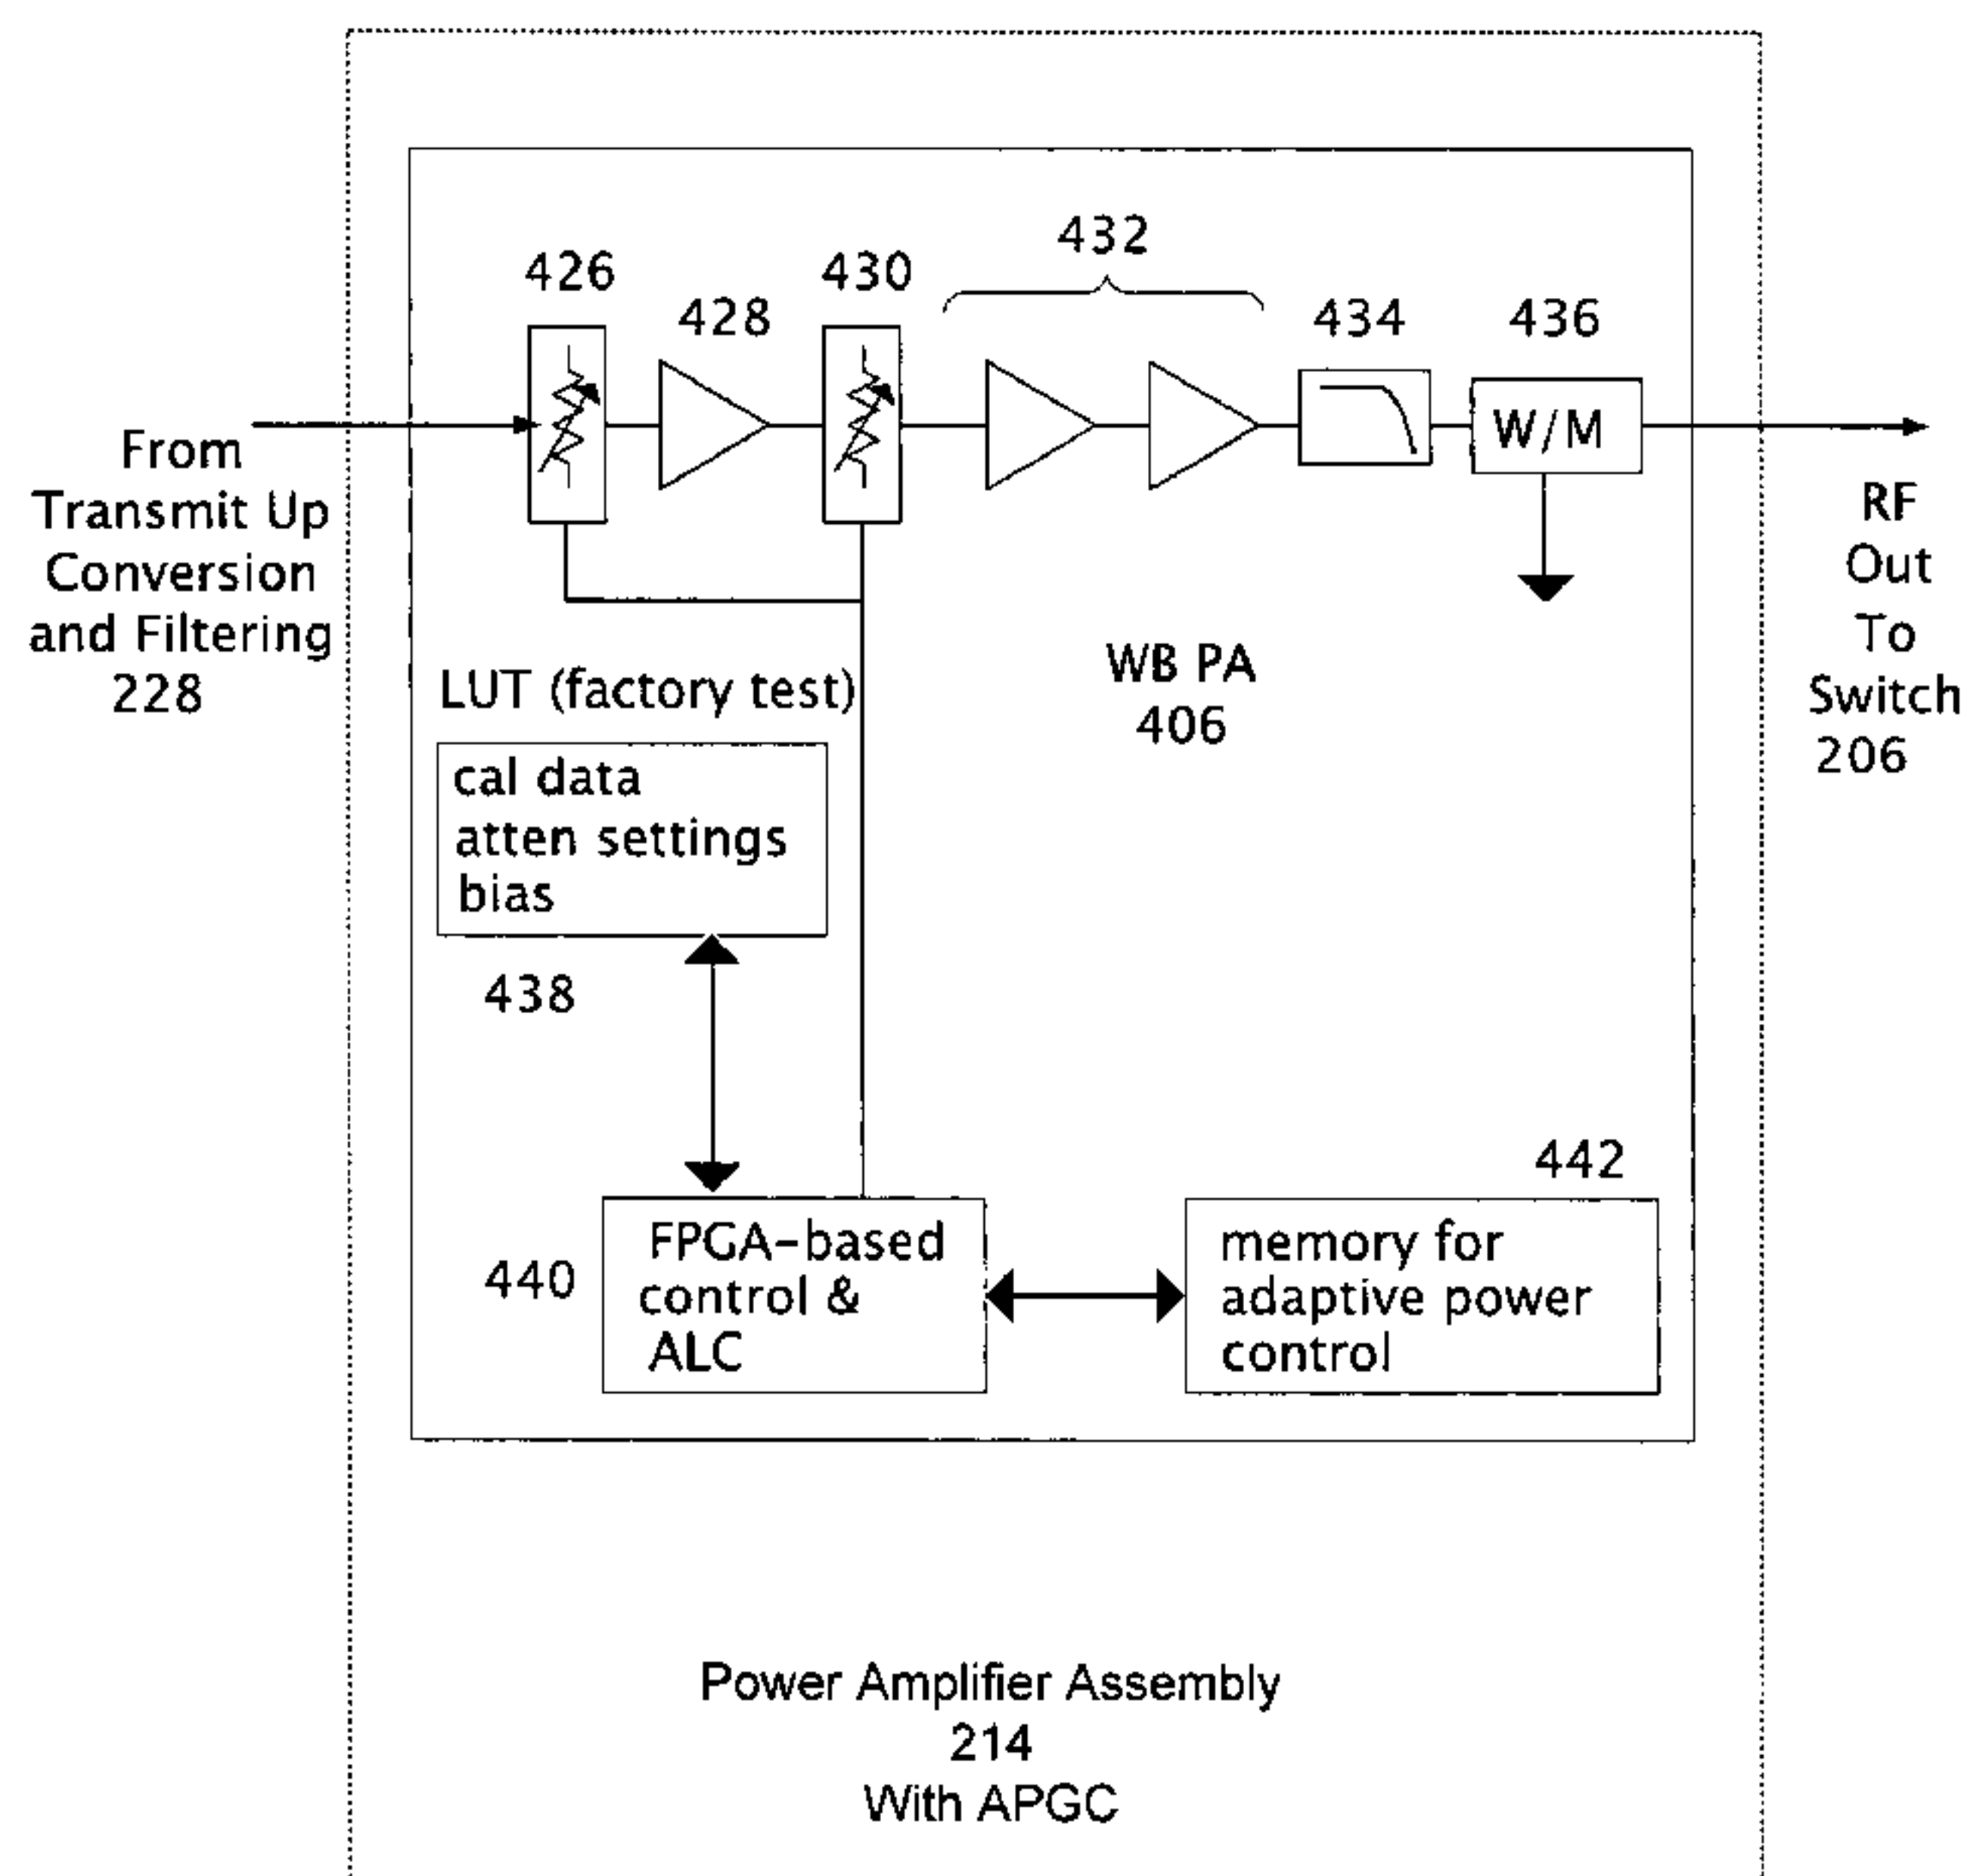 432
426
430
428
434
436
W/M
From
Transmit Up
Conversion
and Filtering
228
RF
Out
To
Switch
206
WB PA
406
LUT (factory test)
cal data
atten settings
bias
438
442
440
FPGA-based
control &
ALC
memory for
adaptive power
control
Power Amplifier Assembly
214
With APGC